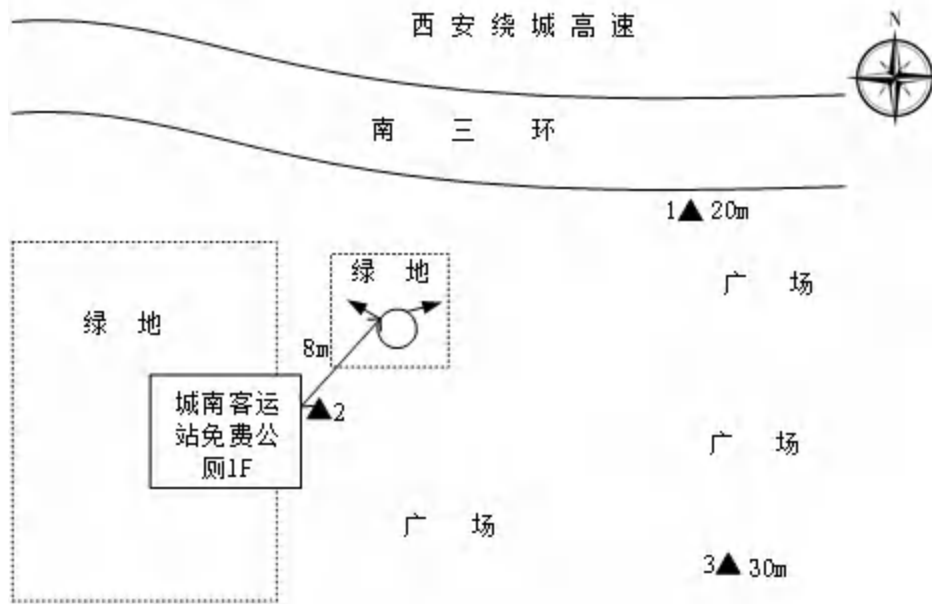 西安绕城高速
N
南三环
1▲ 20m
绿地
广场
绿地
8m
城南客运
站免费公
厕1F
▲2
广场
广场
3▲ 30m